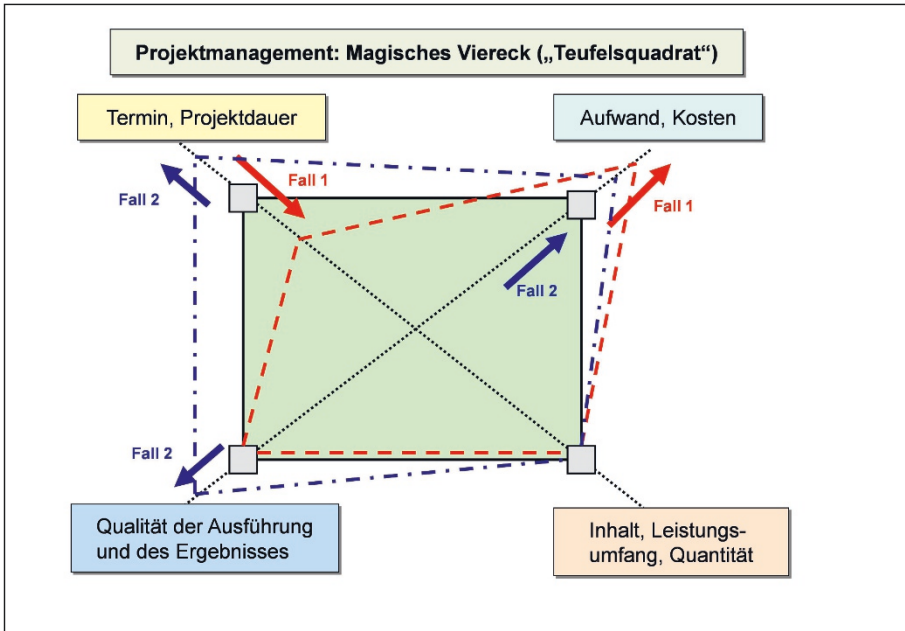 Projektmanagement: Magisches Viereck („Teufelsquadrat“)
Termin, Projektdauer
Aufwand, Kosten
Fall 2
Fall 1
Fall 1
Fall 2
Fall 2
Qualität der Ausführung
und des Ergebnisses
Inhalt, Leistungs-
umfang, Quantität